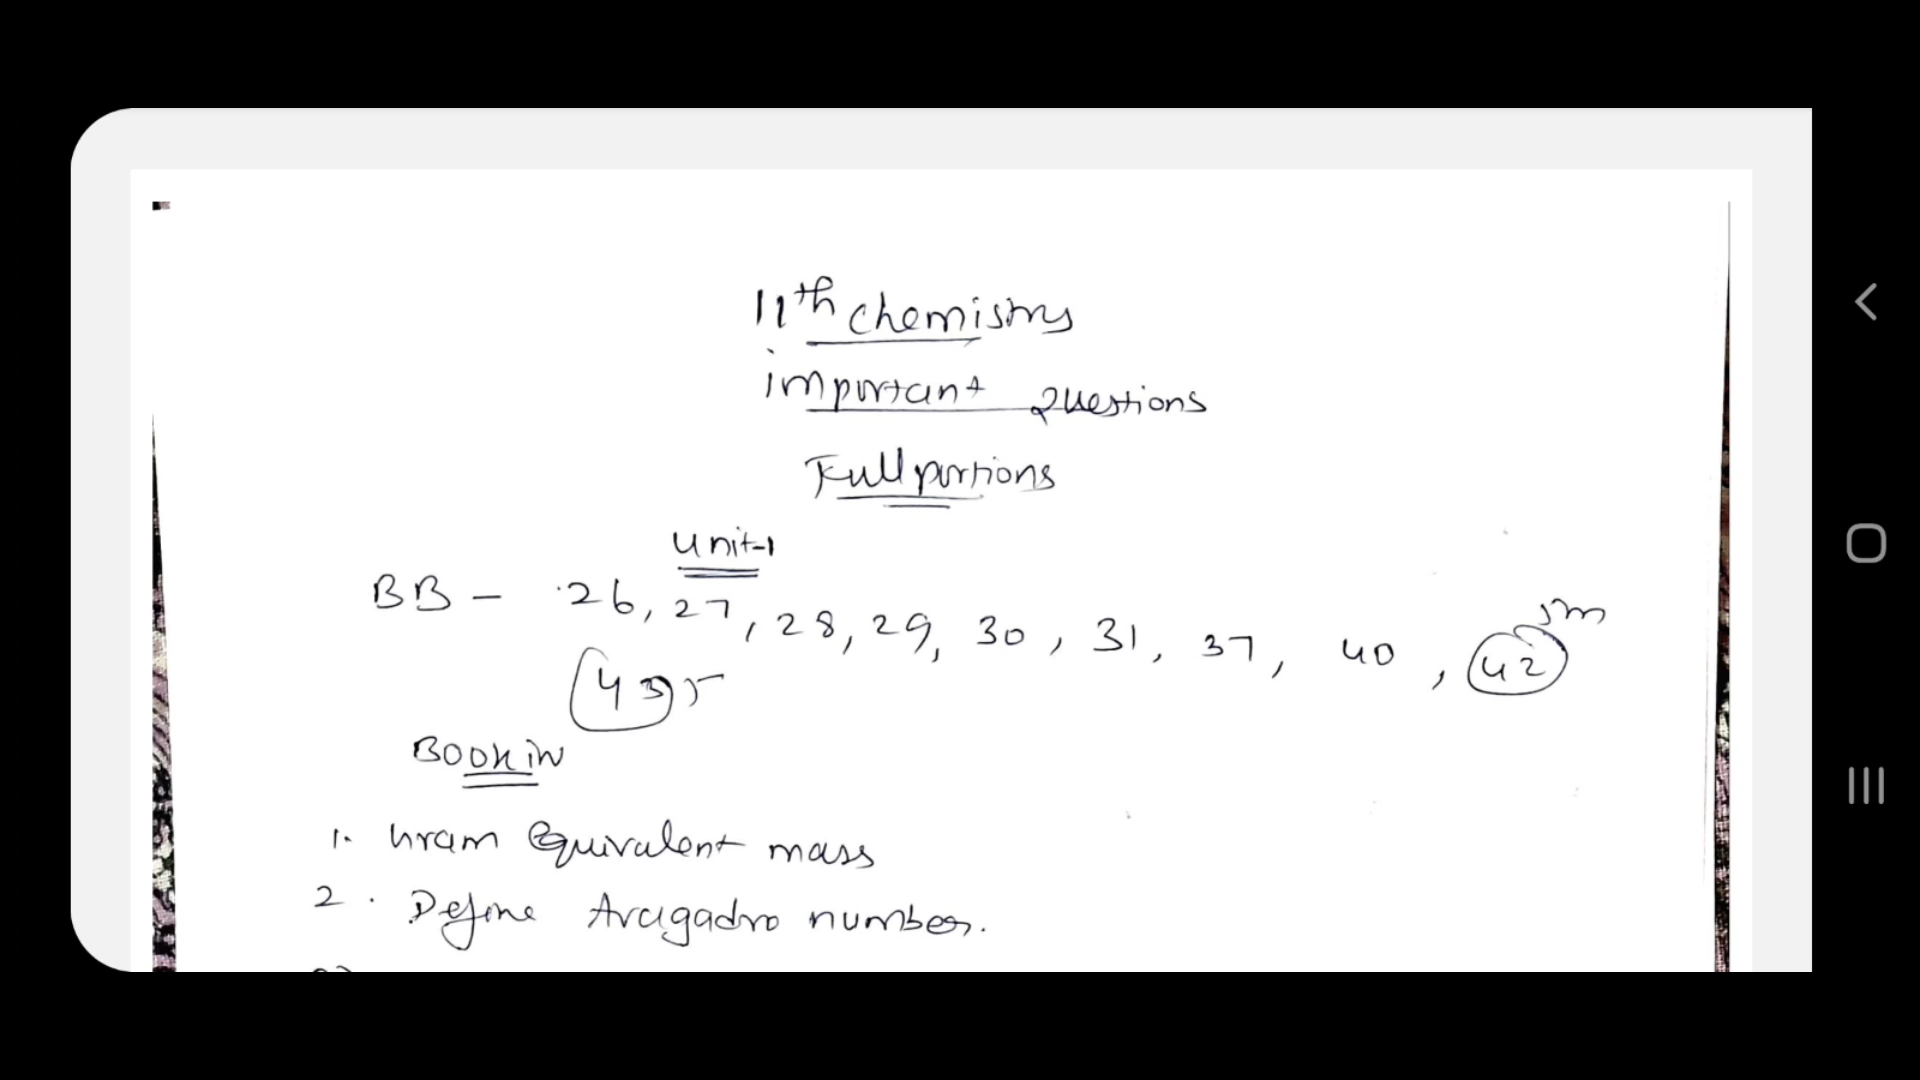 11th chemistry
important questions
Full portions
Unit-1
BB - 26, 27, 28, 29, 30, 31, 37, 40, 42 5m
43
Book in
1. Gram Equivalent mass
2. Define Avagadro number.